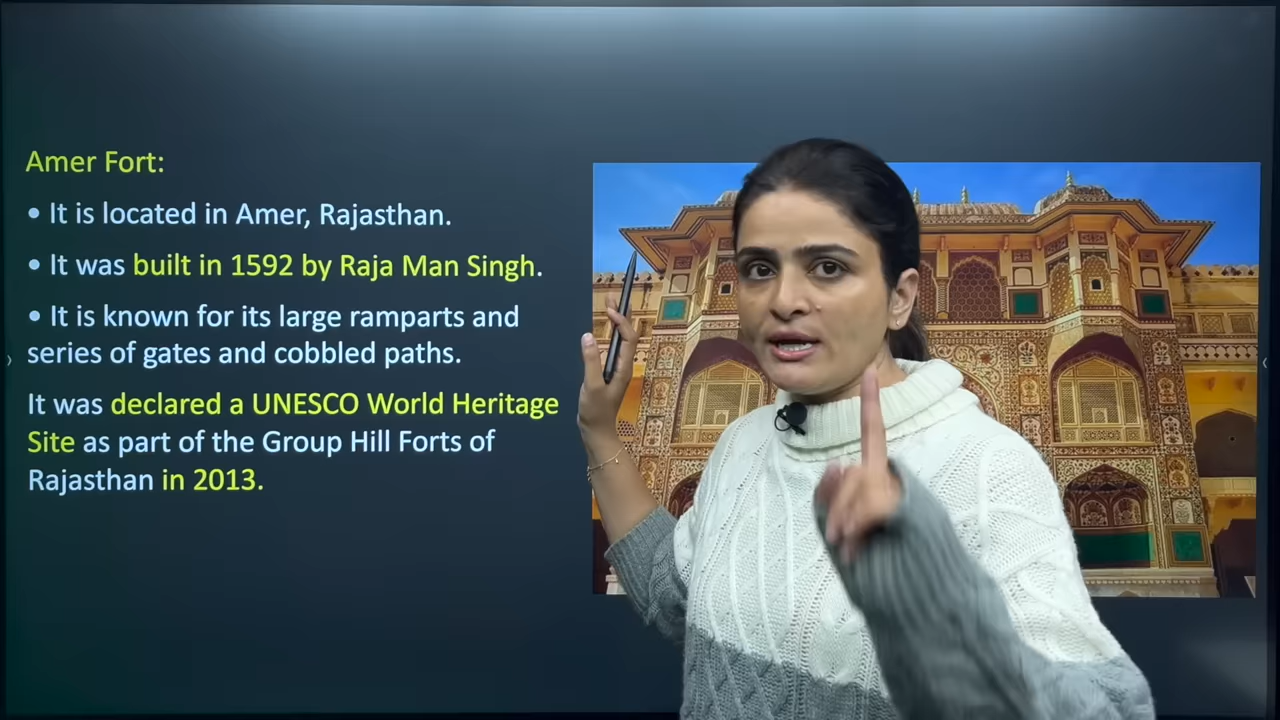 Amer Fort:
• It is located in Amer, Rajasthan.
• It was built in 1592 by Raja Man Singh.
• It is known for its large ramparts and
series of gates and cobbled paths.
It was declared a UNESCO World Heritage
Site as part of the Group Hill Forts of
Rajasthan in 2013.